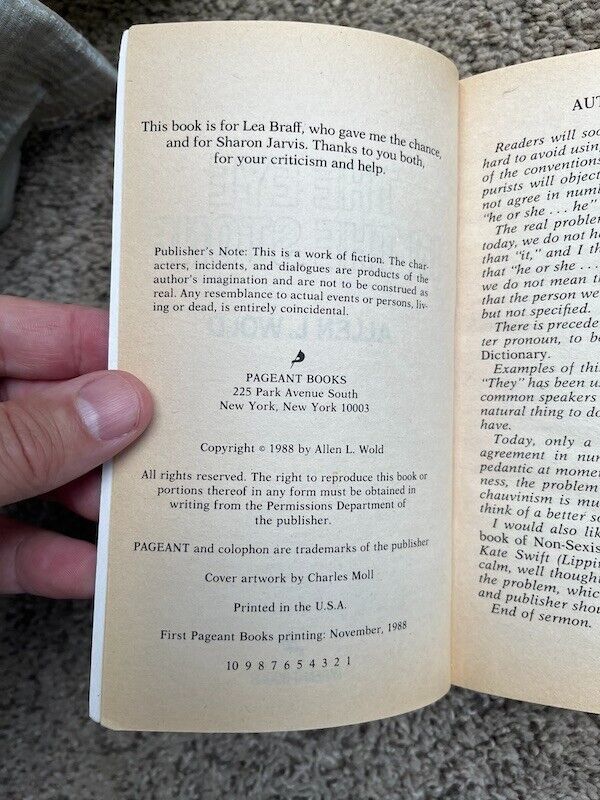 This book is for Lea Braff, who gave me the chance,
and for Sharon Jarvis. Thanks to you both,
for your criticism and help.
Publisher's Note: This is a work of fiction. The char-
acters, incidents, and dialogues are products of the
author's imagination and are not to be construed as
real. Any resemblance to actual events or persons, liv-
ing or dead, is entirely coincidental.
PAGEANT BOOKS
225 Park Avenue South
New York, New York 10003
Copyright © 1988 by Allen L. Wold
All rights reserved. The right to reproduce this book or
portions thereof in any form must be obtained in
writing from the Permissions Department of
the publisher.
PAGEANT and colophon are trademarks of the publisher
Cover artwork by Charles Moll
Printed in the U.S.A.
First Pageant Books printing: November, 1988
10 9 8 7 6 5 4 3 2 1
AUT
Readers will soo
hard to avoid using
of the convention
purists will objec
not agree in num
"he or she . . . he"
The real problem
today, we do not h
than "it," and I th
that "he or she . . .
we do not mean th
that the person we
but not specified.
There is precede
ter pronoun, to b
Dictionary.
Examples of thi
"They" has been u
common speakers
natural thing to do
have.
Today, only a
agreement in num
pedantic at momen
ness, the problem
chauvinism is mu
think of a better so
I would also lik
book of Non-Sexis
Kate Swift (Lippin
calm, well though
the problem, which
and publisher shou
End of sermon.